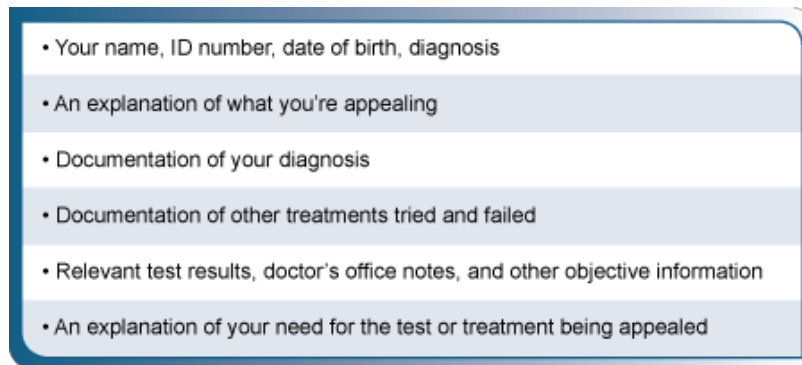 • Your name, ID number, date of birth, diagnosis
• An explanation of what you're appealing
• Documentation of your diagnosis
• Documentation of other treatments tried and failed
• Relevant test results, doctor's office notes, and other objective information
• An explanation of your need for the test or treatment being appealed